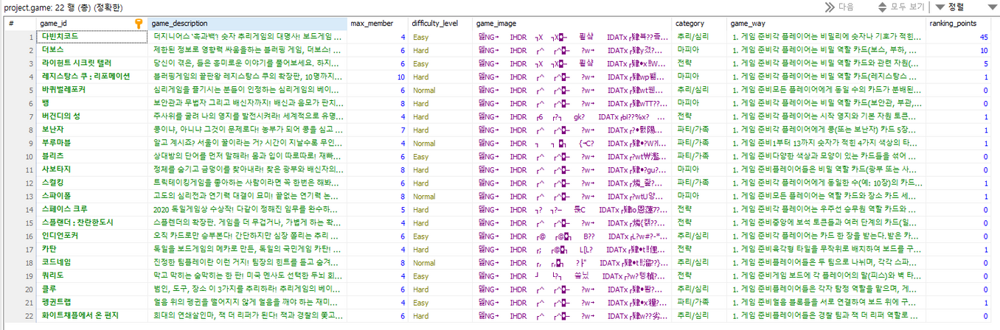 project.game: 22 행 (총) (정확한) 다음 모두 보기 정렬
# game_id game_description max_member difficulty_level game_image category game_way ranking_points
1 다빈치코드 더지니어스 '흑과백'! 숫자 추리게임의 대명사! 보드게임 ... 4 Easy 추리/심리 1. 게임 준비각 플레이어는 비밀리에 숫자나 기호가 적힌... 45
2 더보스 제한된 정보로 영향력 싸움을하는 블러핑 게임, 더보스! ... 6 Hard 마피아 1. 게임 준비각 플레이어는 비밀 역할 카드(보스, 부하, ... 10
3 라이헌트 시크릿 텔러 당신이 겪은, 들은 흥미로운 이야기를 풀어보세요. 하지... 6 Easy 전략 1. 게임 준비각 플레이어는 비밀 역할 카드와 관련 자원(... 5
4 레지스탕스 쿠 : 리포메이션 블러핑게임의 끝판왕 레지스탕스 쿠의 확장판, 10명까지... 10 Hard 마피아 1. 게임 준비각 플레이어는 비밀 역할 카드(레지스탕스 ... 1
5 바퀴벌레포커 심리게임을 즐기시는 분들이 인정하는 심리게임의 베이... 6 Normal 추리/심리 1. 게임 준비모든 플레이어에게 동일 수의 카드가 분배된... 0
6 뱅 보안관과 무법자 그리고 배신자까지! 배신과 음모가 판치... 7 Hard 마피아 1. 게임 준비각 플레이어는 비밀 역할 카드(보안관, 부관... 0
7 버건디의 성 주사위를 굴려 나의 영지를 발전시켜라! 세계적으로 유명... 4 Hard 전략 1. 게임 준비각 플레이어는 시작 영지와 기본 자원 토큰... 1
8 보난자 콩이냐, 아니냐 그것이 문제로다! 농부가 되어 콩을 심고 ... 7 Hard 파티/가족 1. 게임 준비각 플레이어에게 콩(또는 보난자) 카드 5장... 1
9 부루마블 알고 계시죠? 서울이 꿀이라는 거? 시간이 지날수록 무인... 4 Normal 전략 1. 게임 준비1부터 13까지 숫자가 적힌 4가지 색상의 타... 1
10 블리츠 상대방의 단어를 먼저 말해라! 몸과 입이 따로따로! 재빠... 6 Easy 파티/가족 1. 게임 준비다양한 색상과 모양이 있는 카드들을 섞어 ... 0
11 사보타지 정체를 숨기고 금덩이를 찾아내라! 찾은 광부와 배신의... 8 Hard 마피아 1. 게임 준비플레이어들은 비밀 역할 카드(광부 또는 사... 0
12 스컬킹 트릭테이킹게임을 좋아하는 사람이라면 꼭 한번은 해봐... 6 Hard 파티/가족 1. 게임 준비각 플레이어에게 동일한 수(예: 10장)의 카드... 1
13 스파이폴 고도의 심리전과 연기력 대결이 묘미! 끝없는 연기력 논... 8 Normal 마피아 1. 게임 준비모든 플레이어는 역할 카드와 장소 카드 세... 1
14 스페이스 크루 2020 독일게임상 수상작! 다같이 정해진 임무를 완수하... 5 Hard 전략 1. 게임 준비각 플레이어는 우주선 승무원 역할 카드와 ... 0
15 스플랜더 : 찬란한도시 스플렌더의 확장판. 게임을 더 무겁거나, 가볍게 하는 확... 4 Hard 전략 1. 게임 준비중앙에 보석 토큰들과 여러 단계의 카드(일... 0
16 인디언포커 오직 카드로만 승부본다! 간단하지만 심장 쫄리는 추리 ... 6 Easy 추리/심리 1. 게임 준비각 플레이어는 카드 한 장을 받는다. 받은 카... 0
17 카탄 독일을 보드게임의 메카로 만든, 독일의 국민게임 카탄! ... 4 Hard 전략 1. 게임 준비육각형 타일을 무작위로 배치하여 보드를 구... 1
18 코드네임 진정한 팀플레이란 이런 거지! 팀장의 힌트를 듣고 숨겨... 8 Normal 추리/심리 1. 게임 준비플레이어들은 두 팀으로 나뉘며, 각각 스파... 0
19 쿼리도 막고 막히는 숨막히는 한 판! 미국 멘사도 선택한 두뇌 회... 4 Easy 전략 1. 게임 준비게임 보드에 각 플레이어의 말(피스)와 벽 타... 0
20 클루 범인, 도구, 장소 이 3가지를 추리하라! 추리게임의 베이... 6 Normal 추리/심리 1. 게임 준비플레이어들은 각자 탐정 역할을 맡으며, 게... 0
21 펭귄트랩 얼음 위의 펭귄을 떨어지지 않게 얼음을 깨야 하는 재미... 4 Easy 파티/가족 1. 게임 준비얼음 블록들을 서로 연결하여 보드 위에 구... 1
22 화이트채플에서 온 편지 희대의 연쇄살인마, 잭 더 리퍼가 된다! 잭과 경찰의 쫓고... 6 Hard 추리/심리 1. 게임 준비플레이어들은 경찰 팀과 잭 더 리퍼 역할로 ... 0